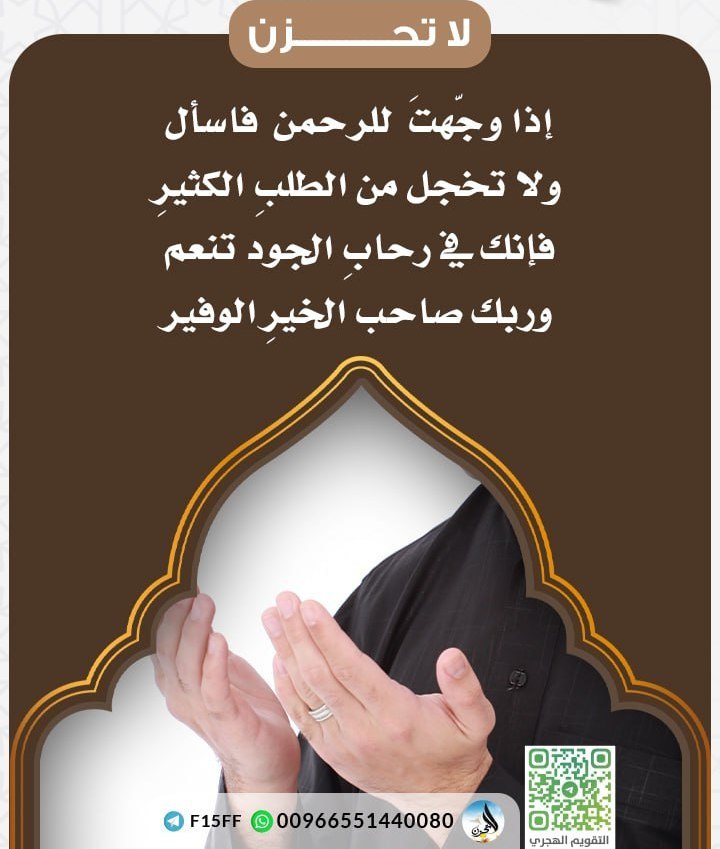 لا تحـــــزن
إذا وجّهتَ للرحمن فاسأل
ولا تخجل من الطلبِ الكثيرِ
فإنك في رحابِ الجود تنعم
وربك صاحب الخيرِ الوفير
F15FF 00966551440080
التقويم الهجري